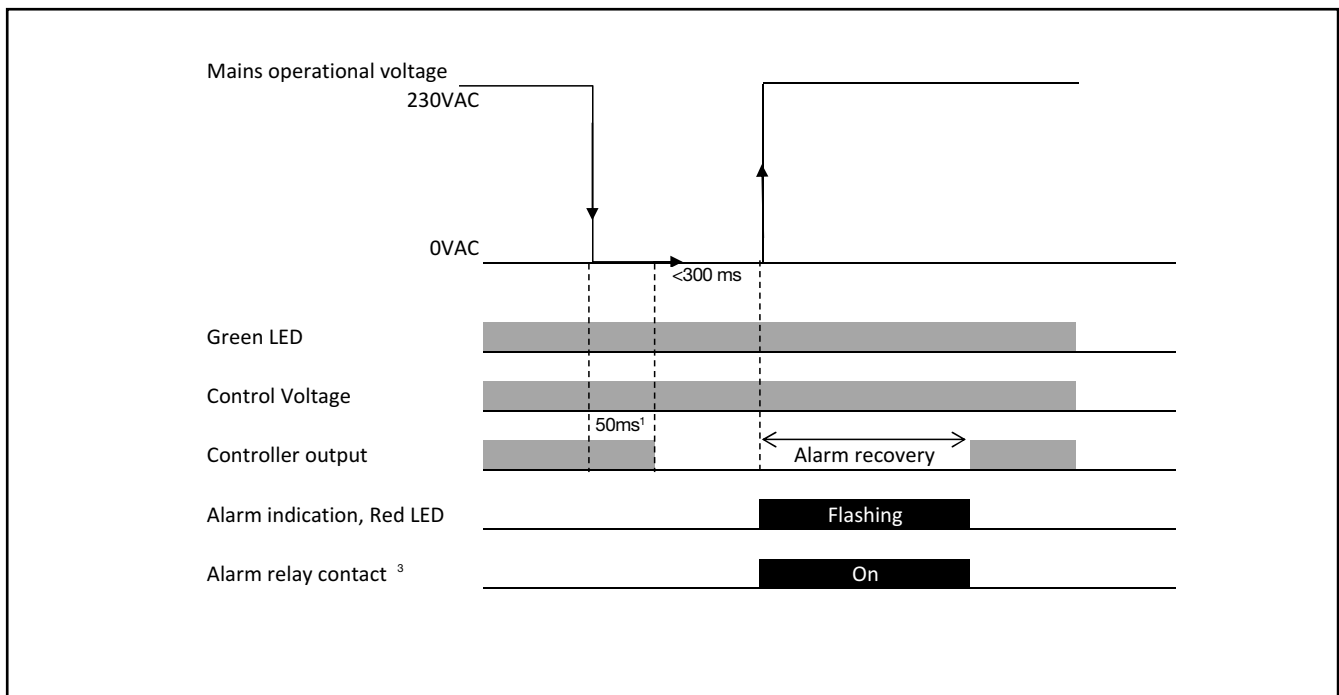 Mains operational voltage
230VAC
0VAC
<300 ms
Green LED
Control Voltage
50ms¹
Controller output
Alarm recovery
Alarm indication, Red LED
Flashing
Alarm relay contact ³
On